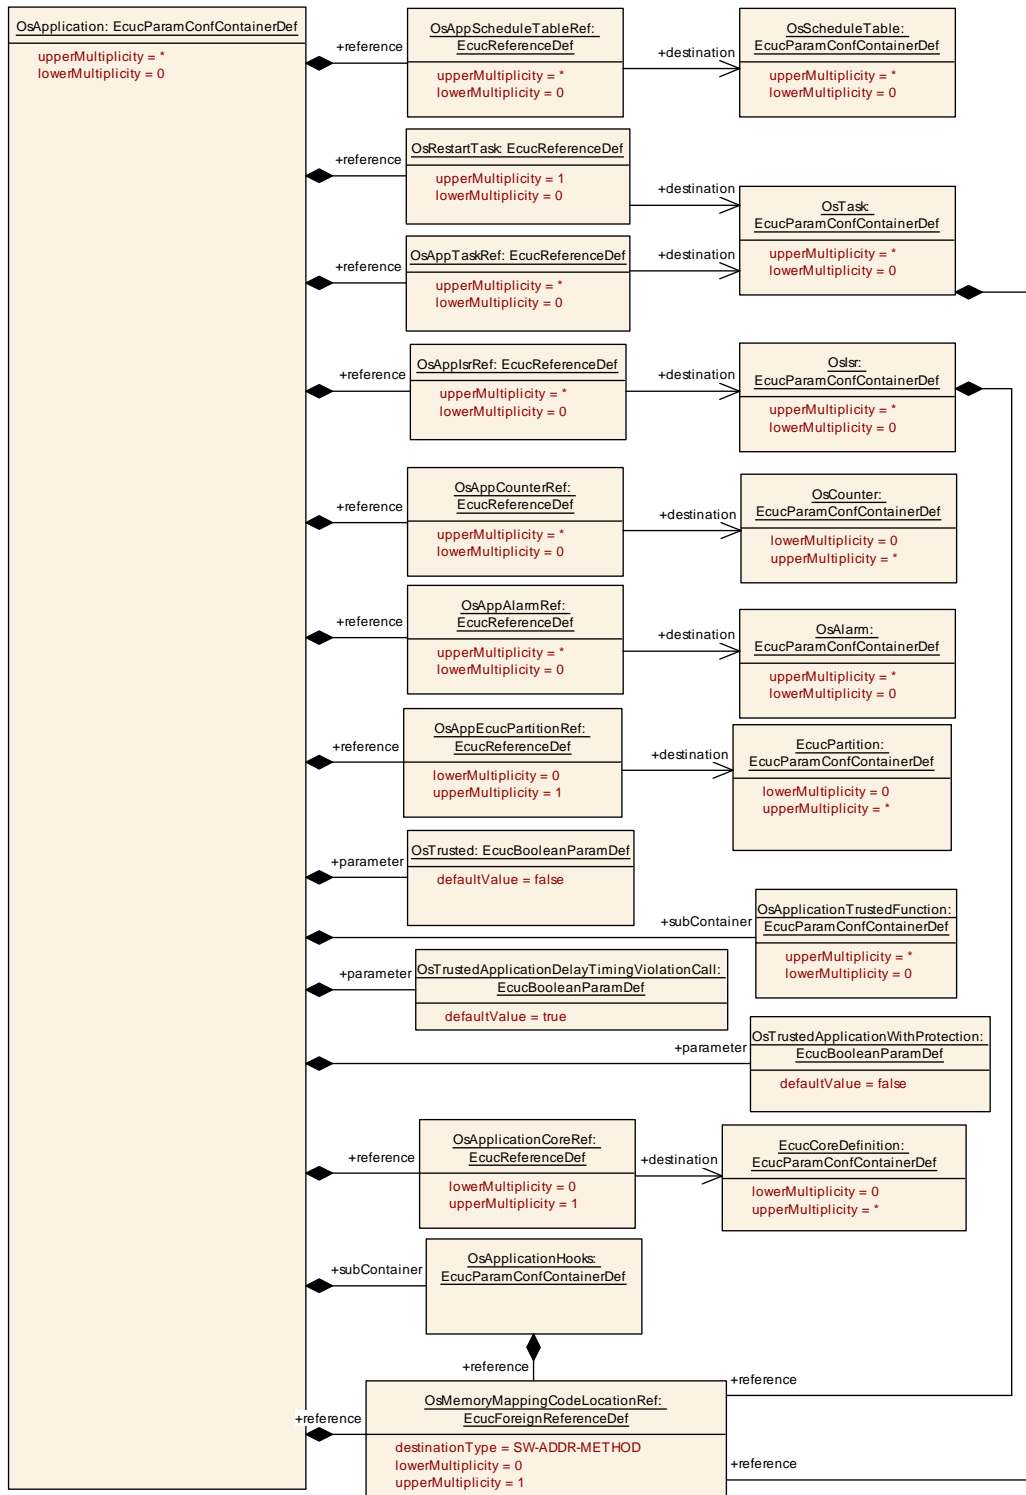 OsApplication: EcucParamConfContainerDef
upperMultiplicity = *
lowerMultiplicity = 0
+reference
OsAppScheduleTableRef:
EcucReferenceDef
upperMultiplicity = *
lowerMultiplicity = 0
+destination
OsScheduleTable:
EcucParamConfContainerDef
upperMultiplicity = *
lowerMultiplicity = 0
+reference
OsRestartTask: EcucReferenceDef
upperMultiplicity = 1
lowerMultiplicity = 0
+destination
OsTask:
EcucParamConfContainerDef
upperMultiplicity = *
lowerMultiplicity = 0
+reference
OsAppTaskRef: EcucReferenceDef
upperMultiplicity = *
lowerMultiplicity = 0
+destination
+reference
OsAppIsrRef: EcucReferenceDef
upperMultiplicity = *
lowerMultiplicity = 0
+destination
OsIsr:
EcucParamConfContainerDef
upperMultiplicity = *
lowerMultiplicity = 0
+reference
OsAppCounterRef:
EcucReferenceDef
upperMultiplicity = *
lowerMultiplicity = 0
+destination
OsCounter:
EcucParamConfContainerDef
lowerMultiplicity = 0
upperMultiplicity = *
+reference
OsAppAlarmRef:
EcucReferenceDef
upperMultiplicity = *
lowerMultiplicity = 0
+destination
OsAlarm:
EcucParamConfContainerDef
upperMultiplicity = *
lowerMultiplicity = 0
+reference
OsAppEcucPartitionRef:
EcucReferenceDef
lowerMultiplicity = 0
upperMultiplicity = 1
+destination
EcucPartition:
EcucParamConfContainerDef
lowerMultiplicity = 0
upperMultiplicity = *
+parameter
OsTrusted: EcucBooleanParamDef
defaultValue = false
+subContainer
OsApplicationTrustedFunction:
EcucParamConfContainerDef
upperMultiplicity = *
lowerMultiplicity = 0
+parameter
OsTrustedApplicationDelayTimingViolationCall:
EcucBooleanParamDef
defaultValue = true
+parameter
OsTrustedApplicationWithProtection:
EcucBooleanParamDef
defaultValue = false
+reference
OsApplicationCoreRef:
EcucReferenceDef
lowerMultiplicity = 0
upperMultiplicity = 1
+destination
EcucCoreDefinition:
EcucParamConfContainerDef
lowerMultiplicity = 0
upperMultiplicity = *
+subContainer
OsApplicationHooks:
EcucParamConfContainerDef
+reference
+reference
+reference
OsMemoryMappingCodeLocationRef:
EcucForeignReferenceDef
destinationType = SW-ADDR-METHOD
lowerMultiplicity = 0
upperMultiplicity = 1
+reference